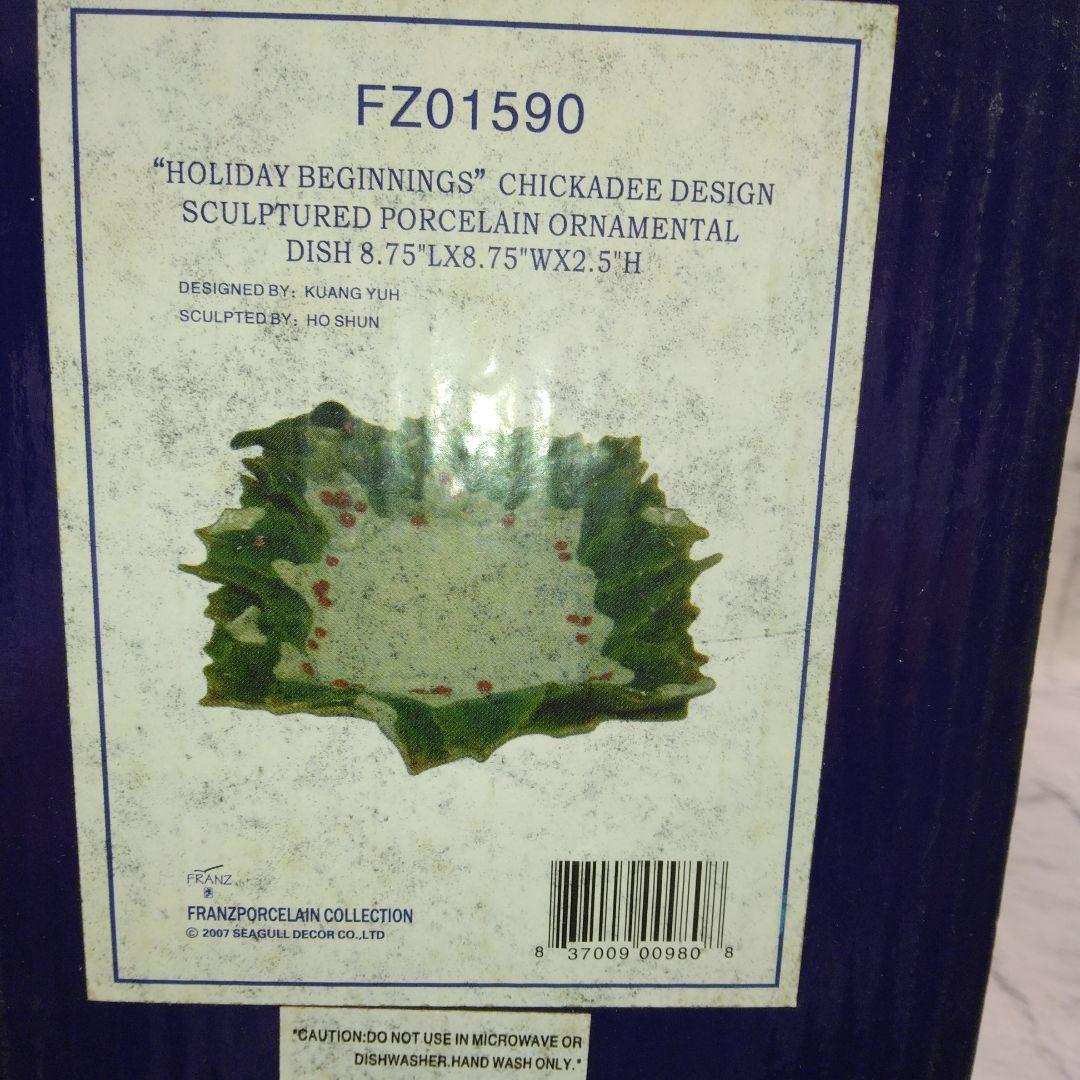 FZ01590
“HOLIDAY BEGINNINGS” CHICKADEE DESIGN
SCULPTURED PORCELAIN ORNAMENTAL
DISH 8.75"LX8.75"WX2.5"H
DESIGNED BY: KUANG YUH
SCULPTED BY: HO SHUN
FRANZ
FRANZPORCELAIN COLLECTION
© 2007 SEAGULL DECOR CO.,LTD
8 37009 00980 8
"CAUTION:DO NOT USE IN MICROWAVE OR
DISHWASHER.HAND WASH ONLY."